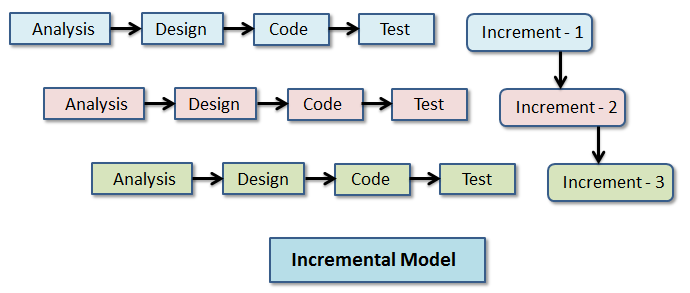 Analysis Design Code Test Increment - 1
Analysis Design Code Test Increment - 2
Analysis Design Code Test Increment - 3
Incremental Model